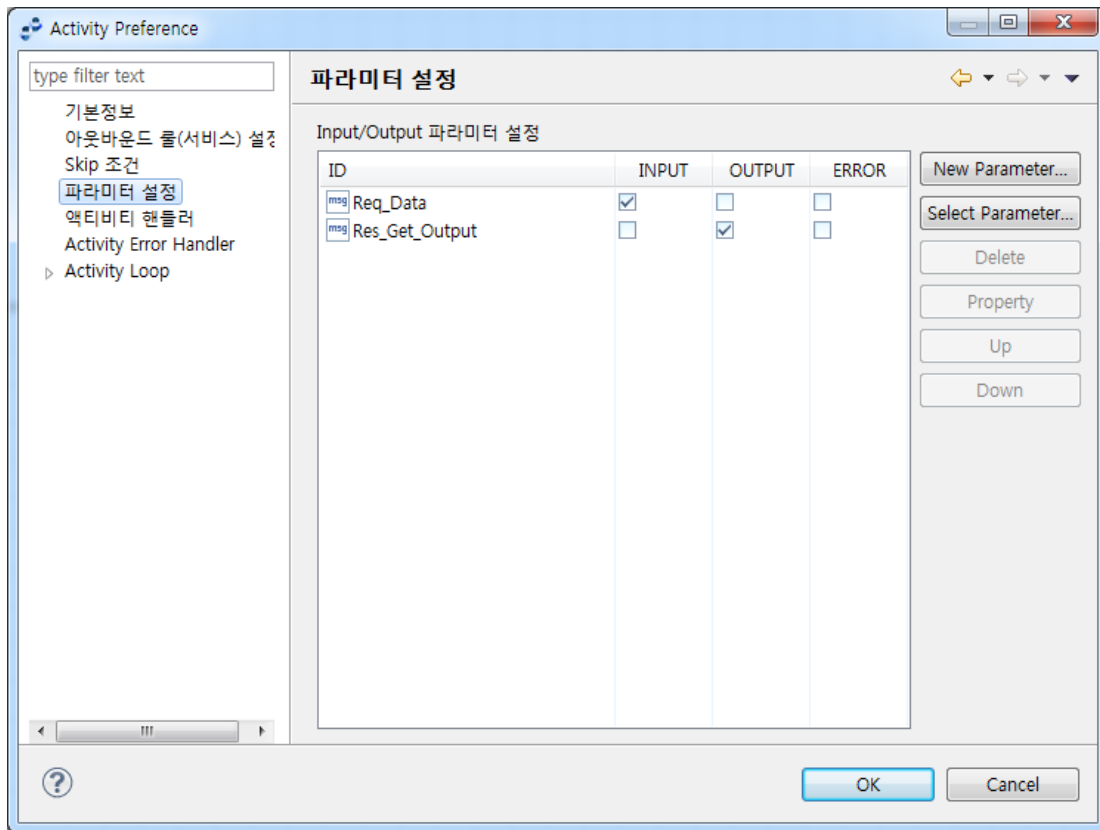 Activity Preference
type filter text
기본정보
아웃바운드 룰(서비스) 설정
Skip 조건
파라미터 설정
액티비티 핸들러
Activity Error Handler
Activity Loop
파라미터 설정
Input/Output 파라미터 설정
ID INPUT OUTPUT ERROR
msg Req_Data
msg Res_Get_Output
New Parameter...
Select Parameter...
Delete
Property
Up
Down
OK Cancel